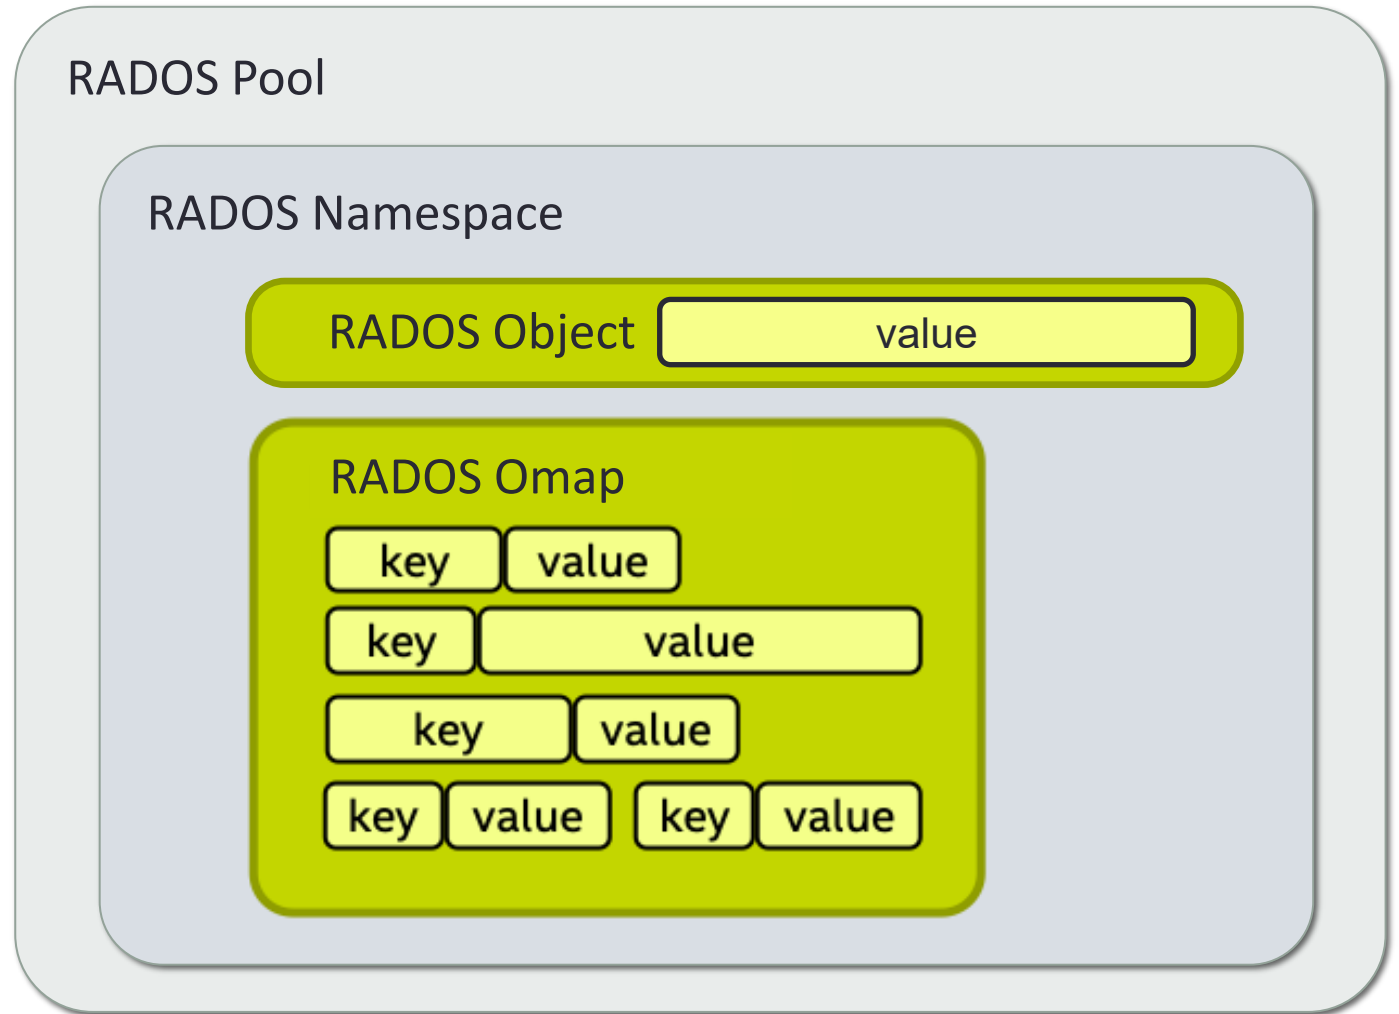 RADOS Pool
RADOS Namespace
RADOS Object value
RADOS Omap
key value
key value
key value
key value key value